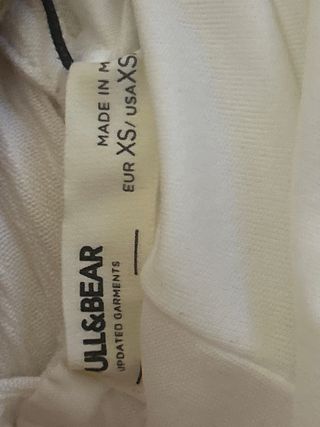 ULL&BEAR
UPDATED GARMENTS
MADE IN M
EUR XS/ USA XS